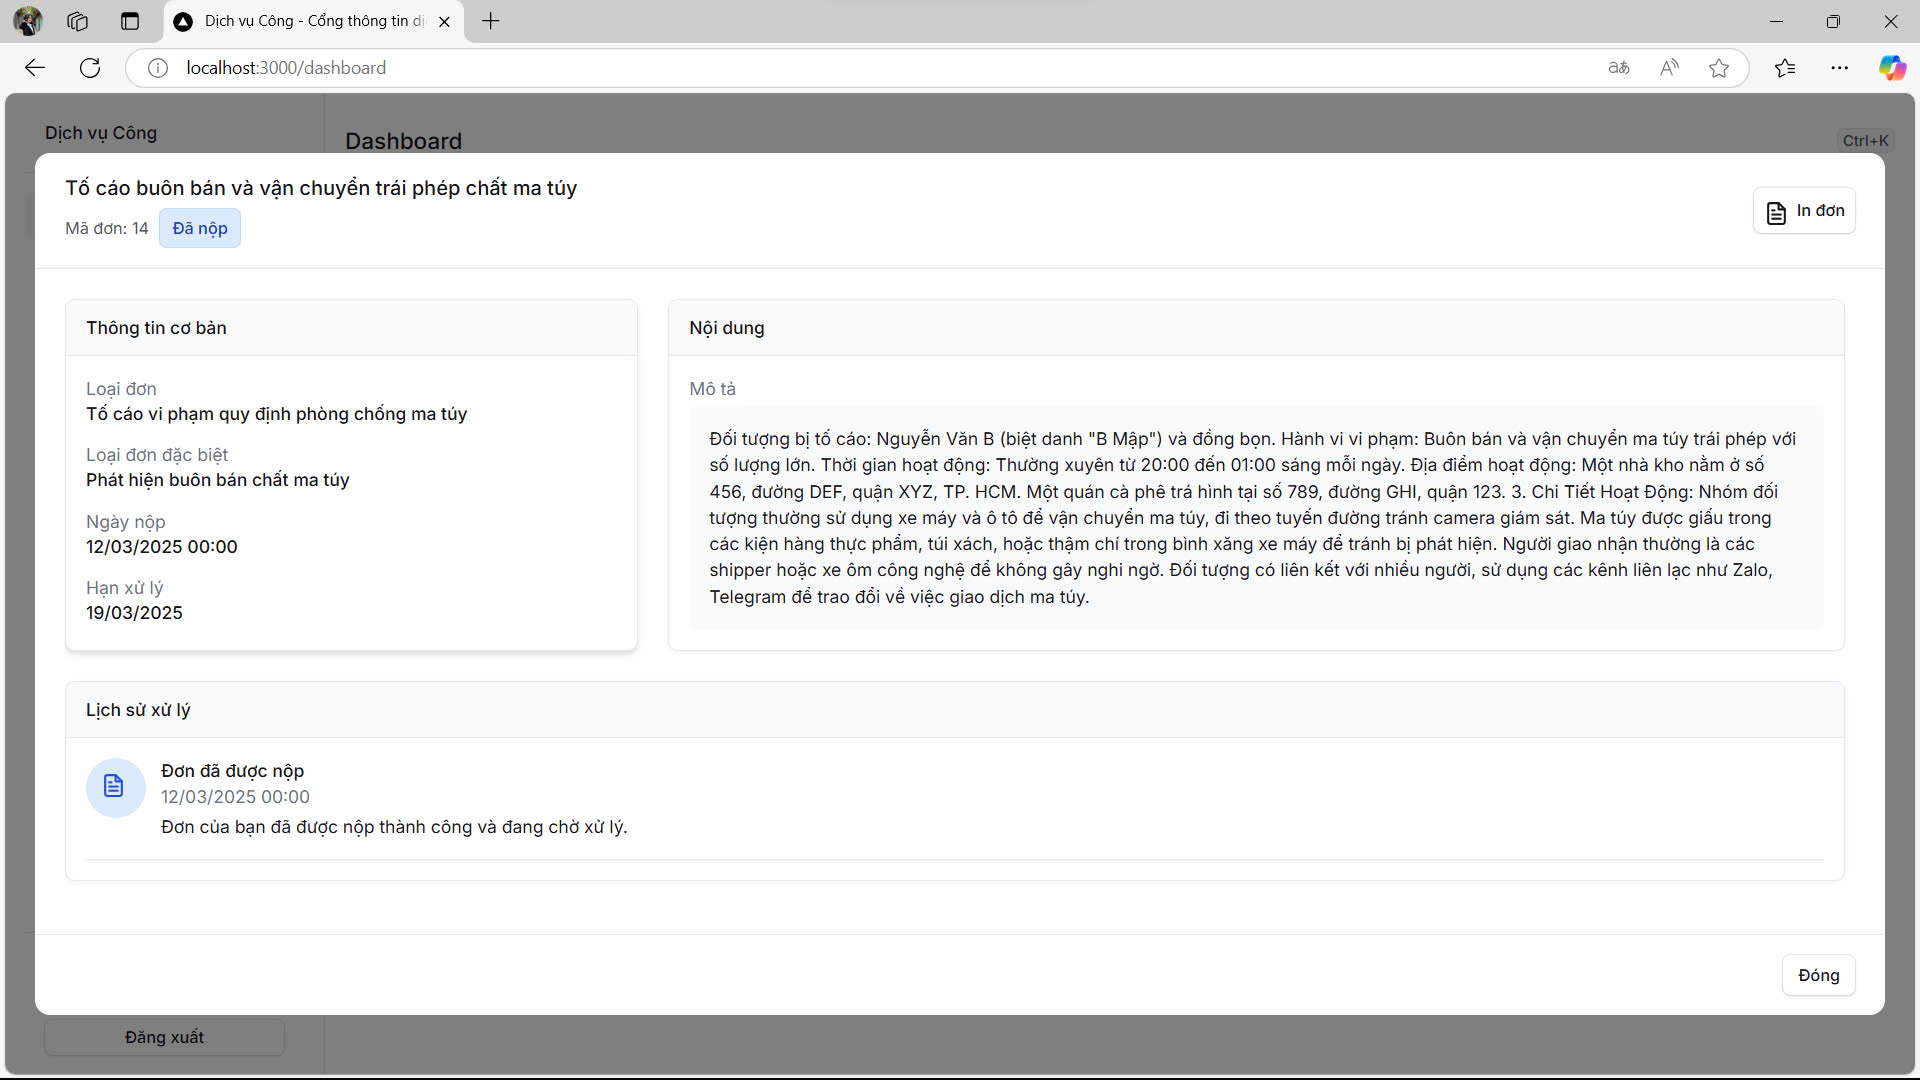 Dịch vụ Công - Cổng thông tin dị
localhost:3000/dashboard
Dịch vụ Công
Dashboard
Ctrl+K
Tố cáo buôn bán và vận chuyển trái phép chất ma túy
Mã đơn: 14 Đã nộp
In đơn
Thông tin cơ bản
Loại đơn
Tố cáo vi phạm quy định phòng chống ma túy
Loại đơn đặc biệt
Phát hiện buôn bán chất ma túy
Ngày nộp
12/03/2025 00:00
Hạn xử lý
19/03/2025
Nội dung
Mô tả
Đối tượng bị tố cáo: Nguyễn Văn B (biệt danh "B Mập") và đồng bọn. Hành vi vi phạm: Buôn bán và vận chuyển ma túy trái phép với
số lượng lớn. Thời gian hoạt động: Thường xuyên từ 20:00 đến 01:00 sáng mỗi ngày. Địa điểm hoạt động: Một nhà kho nằm ở số
456, đường DEF, quận XYZ, TP. HCM. Một quán cà phê trá hình tại số 789, đường GHI, quận 123. 3. Chi Tiết Hoạt Động: Nhóm đối
tượng thường sử dụng xe máy và ô tô để vận chuyển ma túy, đi theo tuyến đường tránh camera giám sát. Ma túy được giấu trong
các kiện hàng thực phẩm, túi xách, hoặc thậm chí trong bình xăng xe máy để tránh bị phát hiện. Người giao nhận thường là các
shipper hoặc xe ôm công nghệ để không gây nghi ngờ. Đối tượng có liên kết với nhiều người, sử dụng các kênh liên lạc như Zalo,
Telegram để trao đổi về việc giao dịch ma túy.
Lịch sử xử lý
Đơn đã được nộp
12/03/2025 00:00
Đơn của bạn đã được nộp thành công và đang chờ xử lý.
Đóng
Đăng xuất